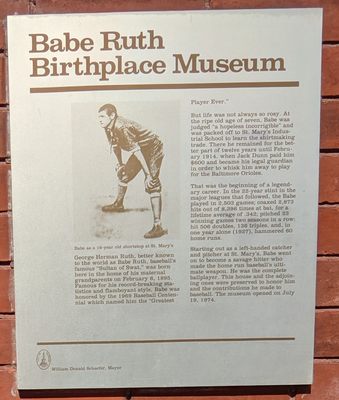 Babe Ruth
Birthplace Museum
Babe as a 18-year old shortstop at St. Mary's
George Herman Ruth, better known
to the world as Babe Ruth, baseball's
famous "Sultan of Swat," was born
here in the home of his maternal
grandparents on February 6, 1895.
Famous for his record-breaking sta-
tistics and flamboyant style, Babe was
honored by the 1969 Baseball Centen-
nial which named him the "Greatest
Player Ever."
But life was not always so rosy. At
the ripe old age of seven, Babe was
judged "a hopeless incorrigible" and
was packed off to St. Mary's Indus-
trial School to learn the shirtmaking
trade. There he remained for the bet-
ter part of twelve years until Febru-
ary 1914, when Jack Dunn paid him
$600 and became his legal guardian
in order to whisk him away to play
for the Baltimore Orioles.
That was the beginning of a legend-
ary career. In the 22-year stint in the
major leagues that followed, the Babe
played in 2,503 games; coaxed 2,873
hits out of 8,398 times at bat, for a
lifetime average of .342; pitched 23
winning games two seasons in a row;
hit 506 doubles, 136 triples, and, in
one year alone (1927), hammered 60
home runs.
Starting out as a left-handed catcher
and pitcher at St. Mary's, Babe went
on to become a savage hitter who
made the home run baseball's ulti-
mate weapon. He was the complete
ballplayer. This house and the adjoin-
ing ones were preserved to honor him
and the contributions he made to
baseball. The museum opened on July
19, 1974.
William Donald Schaefer, Mayor